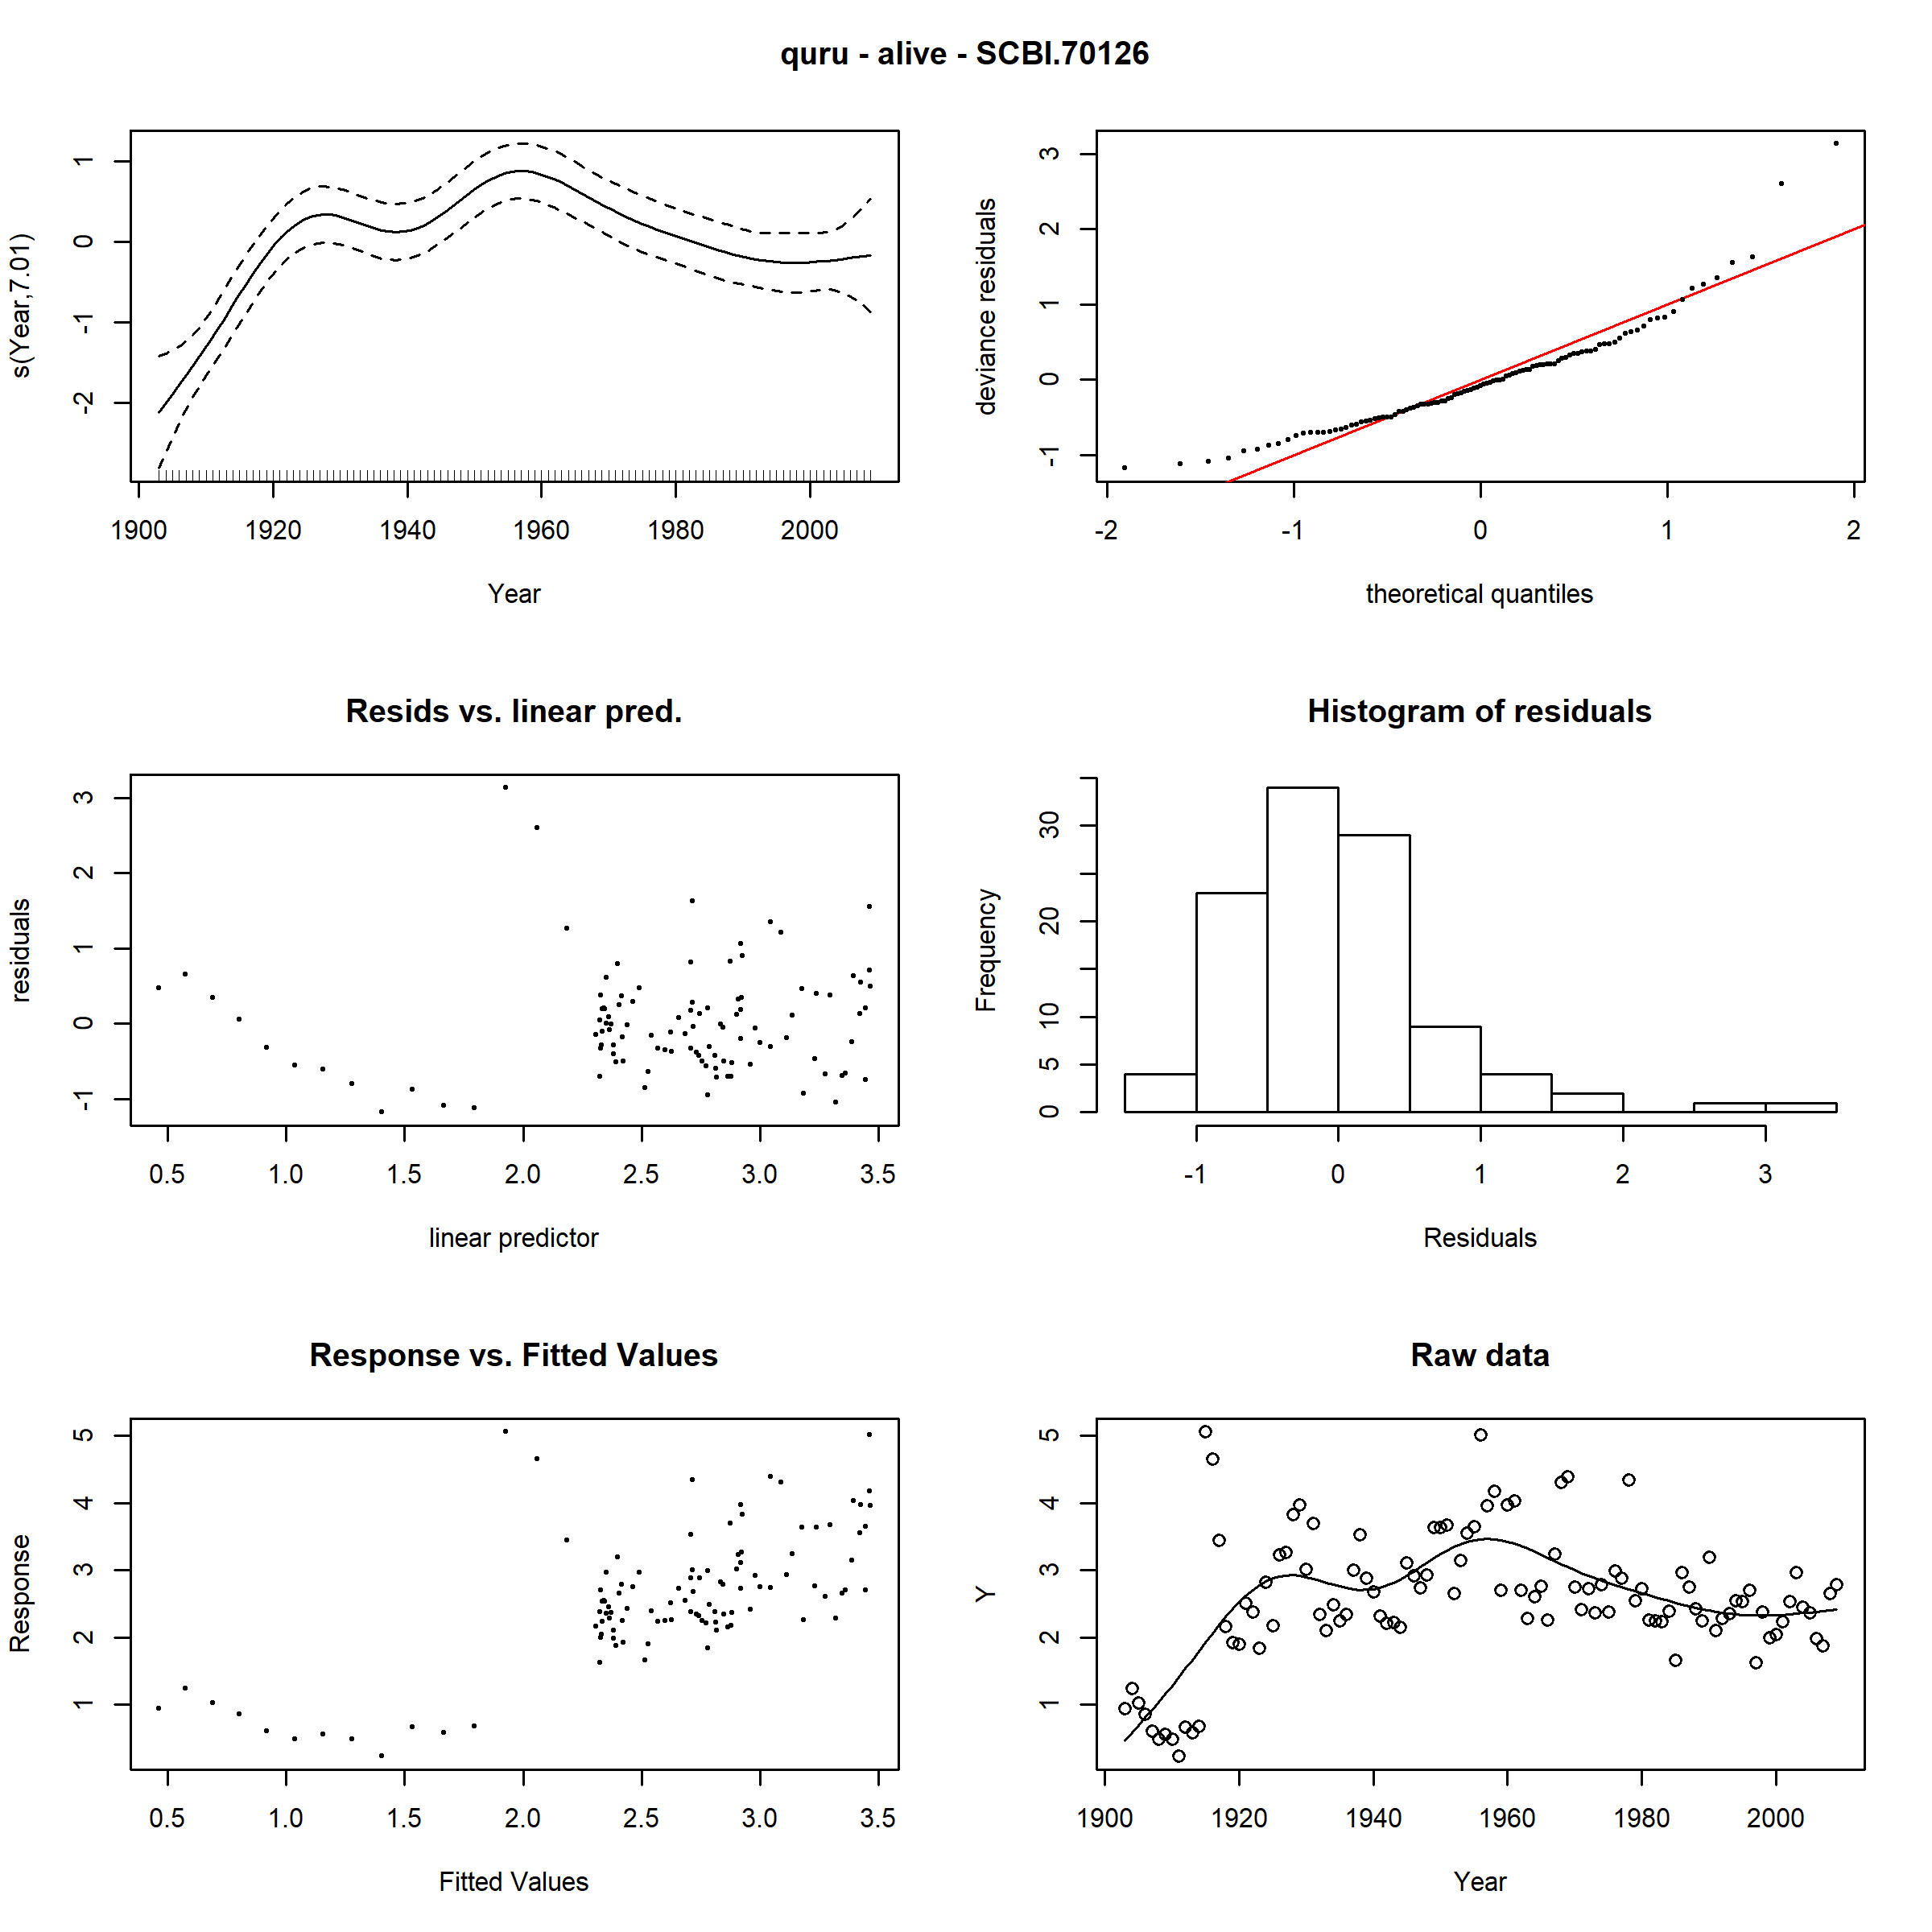 quru - alive - SCBI.70126
s(Year,7.01)
1
0
-1
-2
1900 1920 1940 1960 1980 2000
Year
deviance residuals
3
2
1
0
-1
-2 -1 0 1 2
theoretical quantiles
Resids vs. linear pred.
residuals
3
2
1
0
-1
0.5 1.0 1.5 2.0 2.5 3.0 3.5
linear predictor
Histogram of residuals
Frequency
30
20
10
5
0
-1 0 1 2 3
Residuals
Response vs. Fitted Values
Response
5
4
3
2
1
0.5 1.0 1.5 2.0 2.5 3.0 3.5
Fitted Values
Raw data
Y
5
4
3
2
1
1900 1920 1940 1960 1980 2000
Year